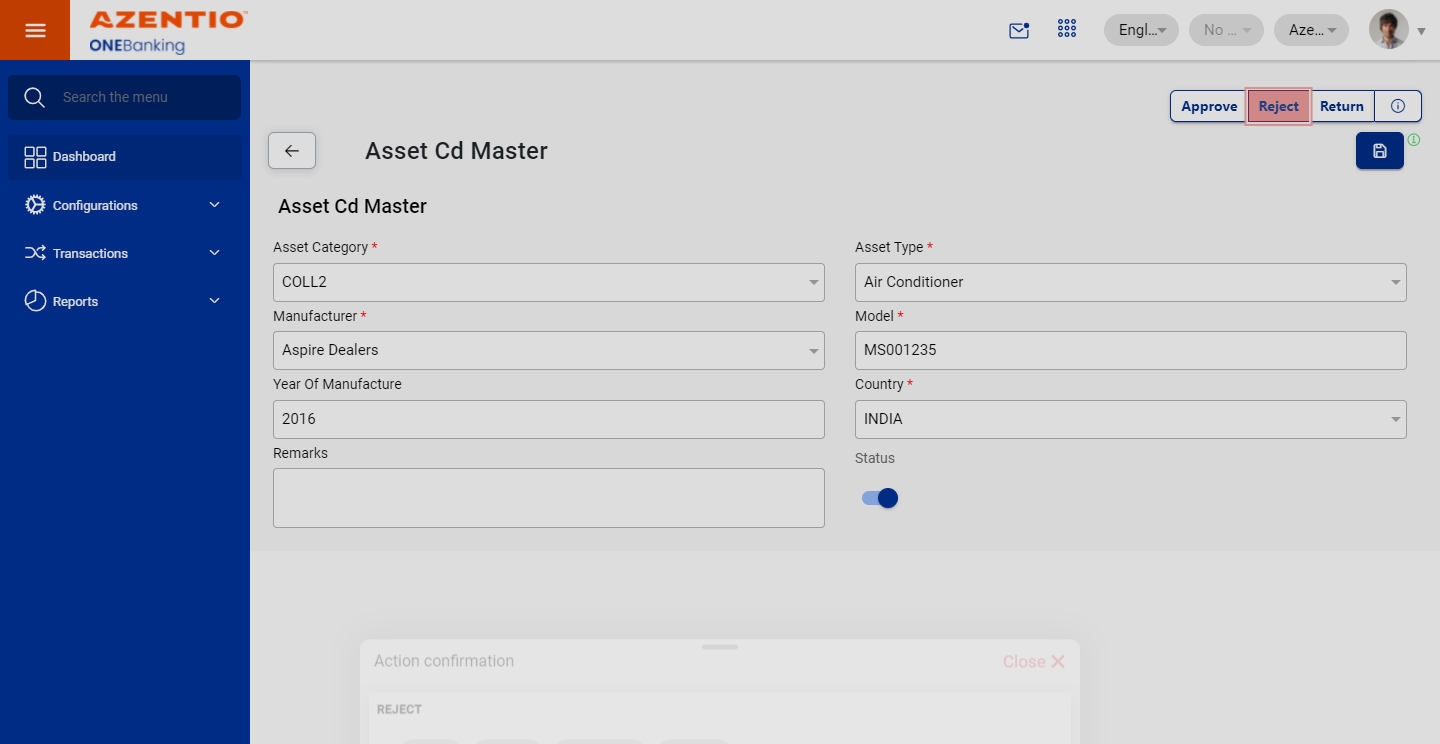 AZENTIO™
ONEBanking
Engl...
No ...
Aze...
Search the menu
Dashboard
Configurations
Transactions
Reports
Approve
Reject
Return
Asset Cd Master
Asset Cd Master
Asset Category *
Asset Type *
COLL2
Air Conditioner
Manufacturer *
Model *
Aspire Dealers
MS001235
Year Of Manufacture
Country *
2016
INDIA
Remarks
Status
Action confirmation
Close
REJECT